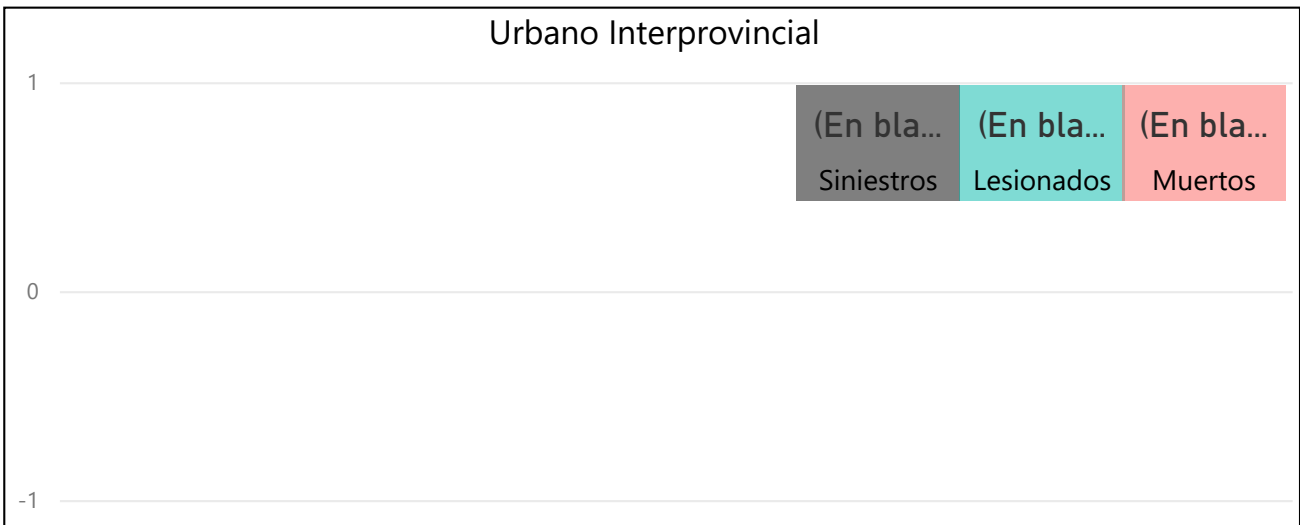 Urbano Interprovincial
1
(En bla... (En bla... (En bla...
Siniestros Lesionados Muertos
0
-1